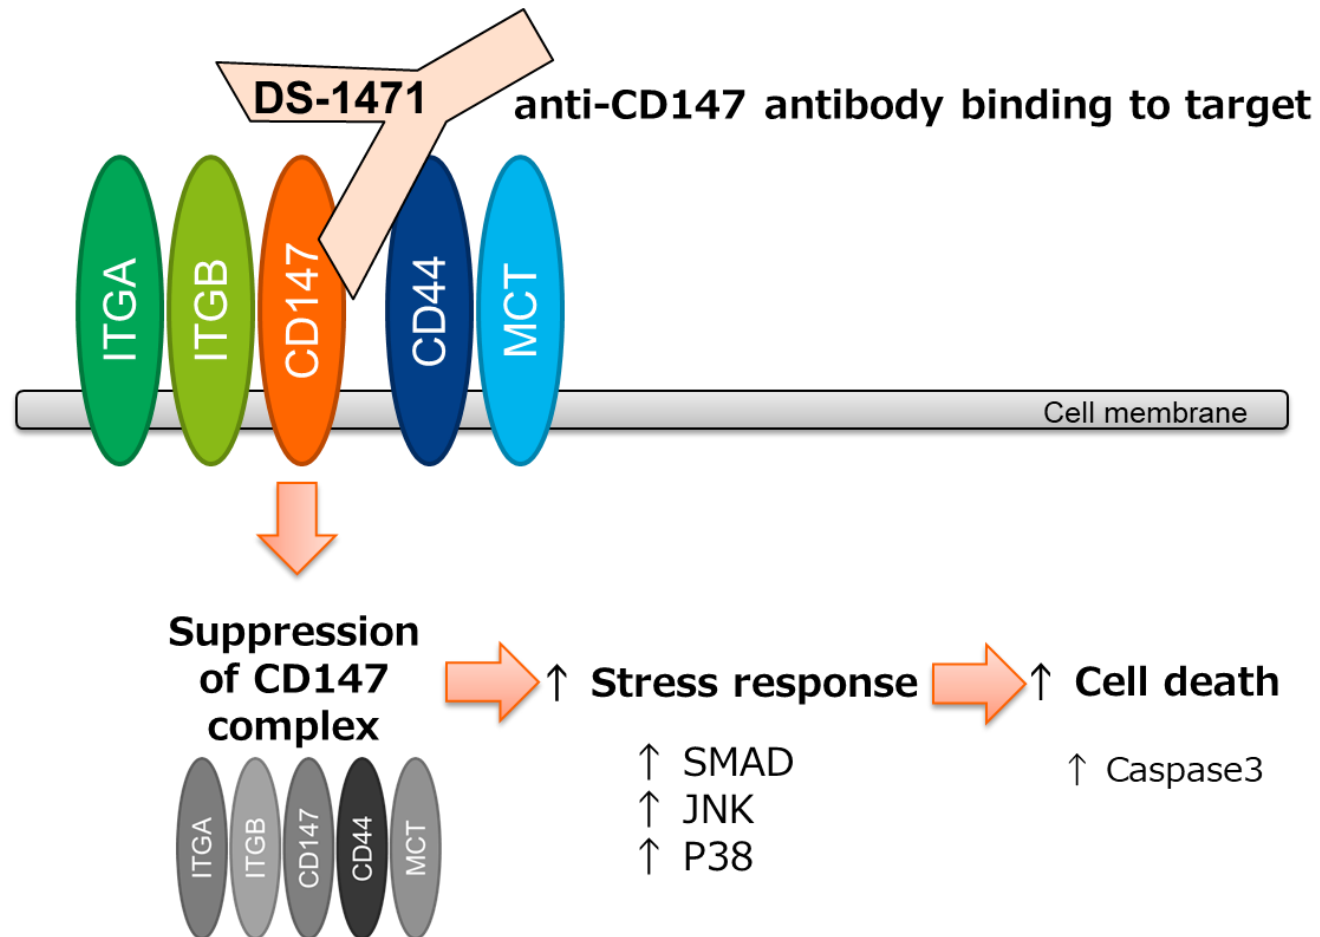 DS-1471
anti-CD147 antibody binding to target
ITGA
ITGB
CD147
CD44
MCT
Cell membrane
Suppression
of CD147
complex
↑ Stress response
↑ Cell death
↑ SMAD
↑ JNK
↑ P38
↑ Caspase3
ITGA
ITGB
CD147
CD44
MCT